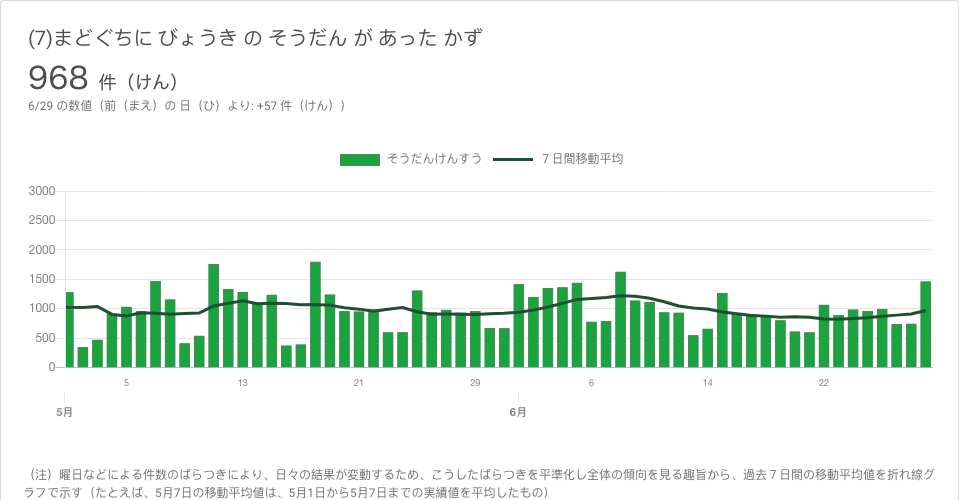 (7)まどぐちに びょうき の そうだん が あった かず
968 件（けん）
6/29 の数値（前（まえ）の 日（ひ）より: +57 件（けん））
そうだんけんすう 7 日間移動平均
3000
2500
2000
1500
1000
500
0
5 13 21 29 6 14 22
5月 6月
（注）曜日などによる件数のばらつきにより、日々の結果が変動するため、こうしたばらつきを平準化し全体の傾向を見る趣旨から、過去 7 日間の移動平均値を折れ線グ
ラフで示す（たとえば、5月7日の移動平均値は、5月1日から5月7日までの実績値を平均したもの）